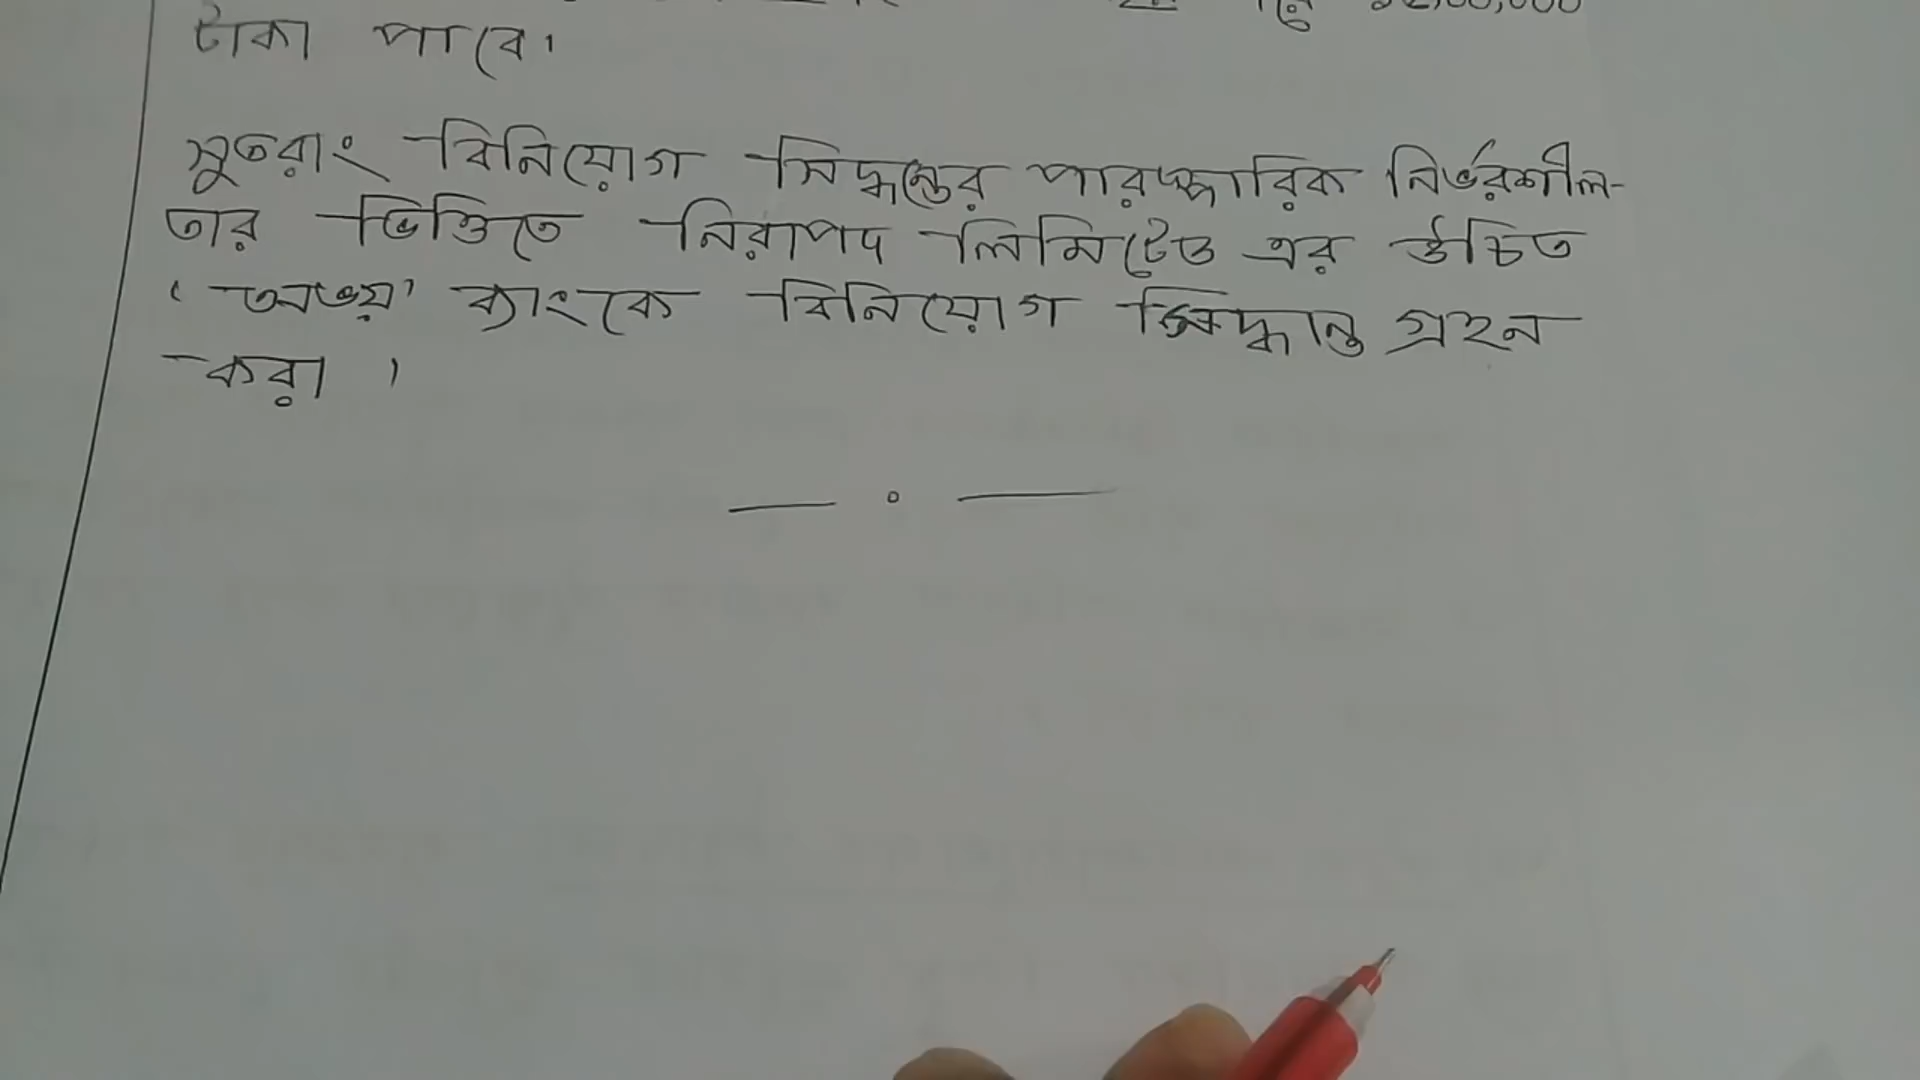 টাকা পাবে।
সুতরাং বিনিয়োগ সিদ্ধান্তের পারস্পারিক নির্ভরশীল-
তার ভিত্তিতে নিরাপদ লিমিটেড এর উচিত
‘অভয়’ ব্যাংকে বিনিয়োগ সিদ্ধান্ত গ্রহন
করা।